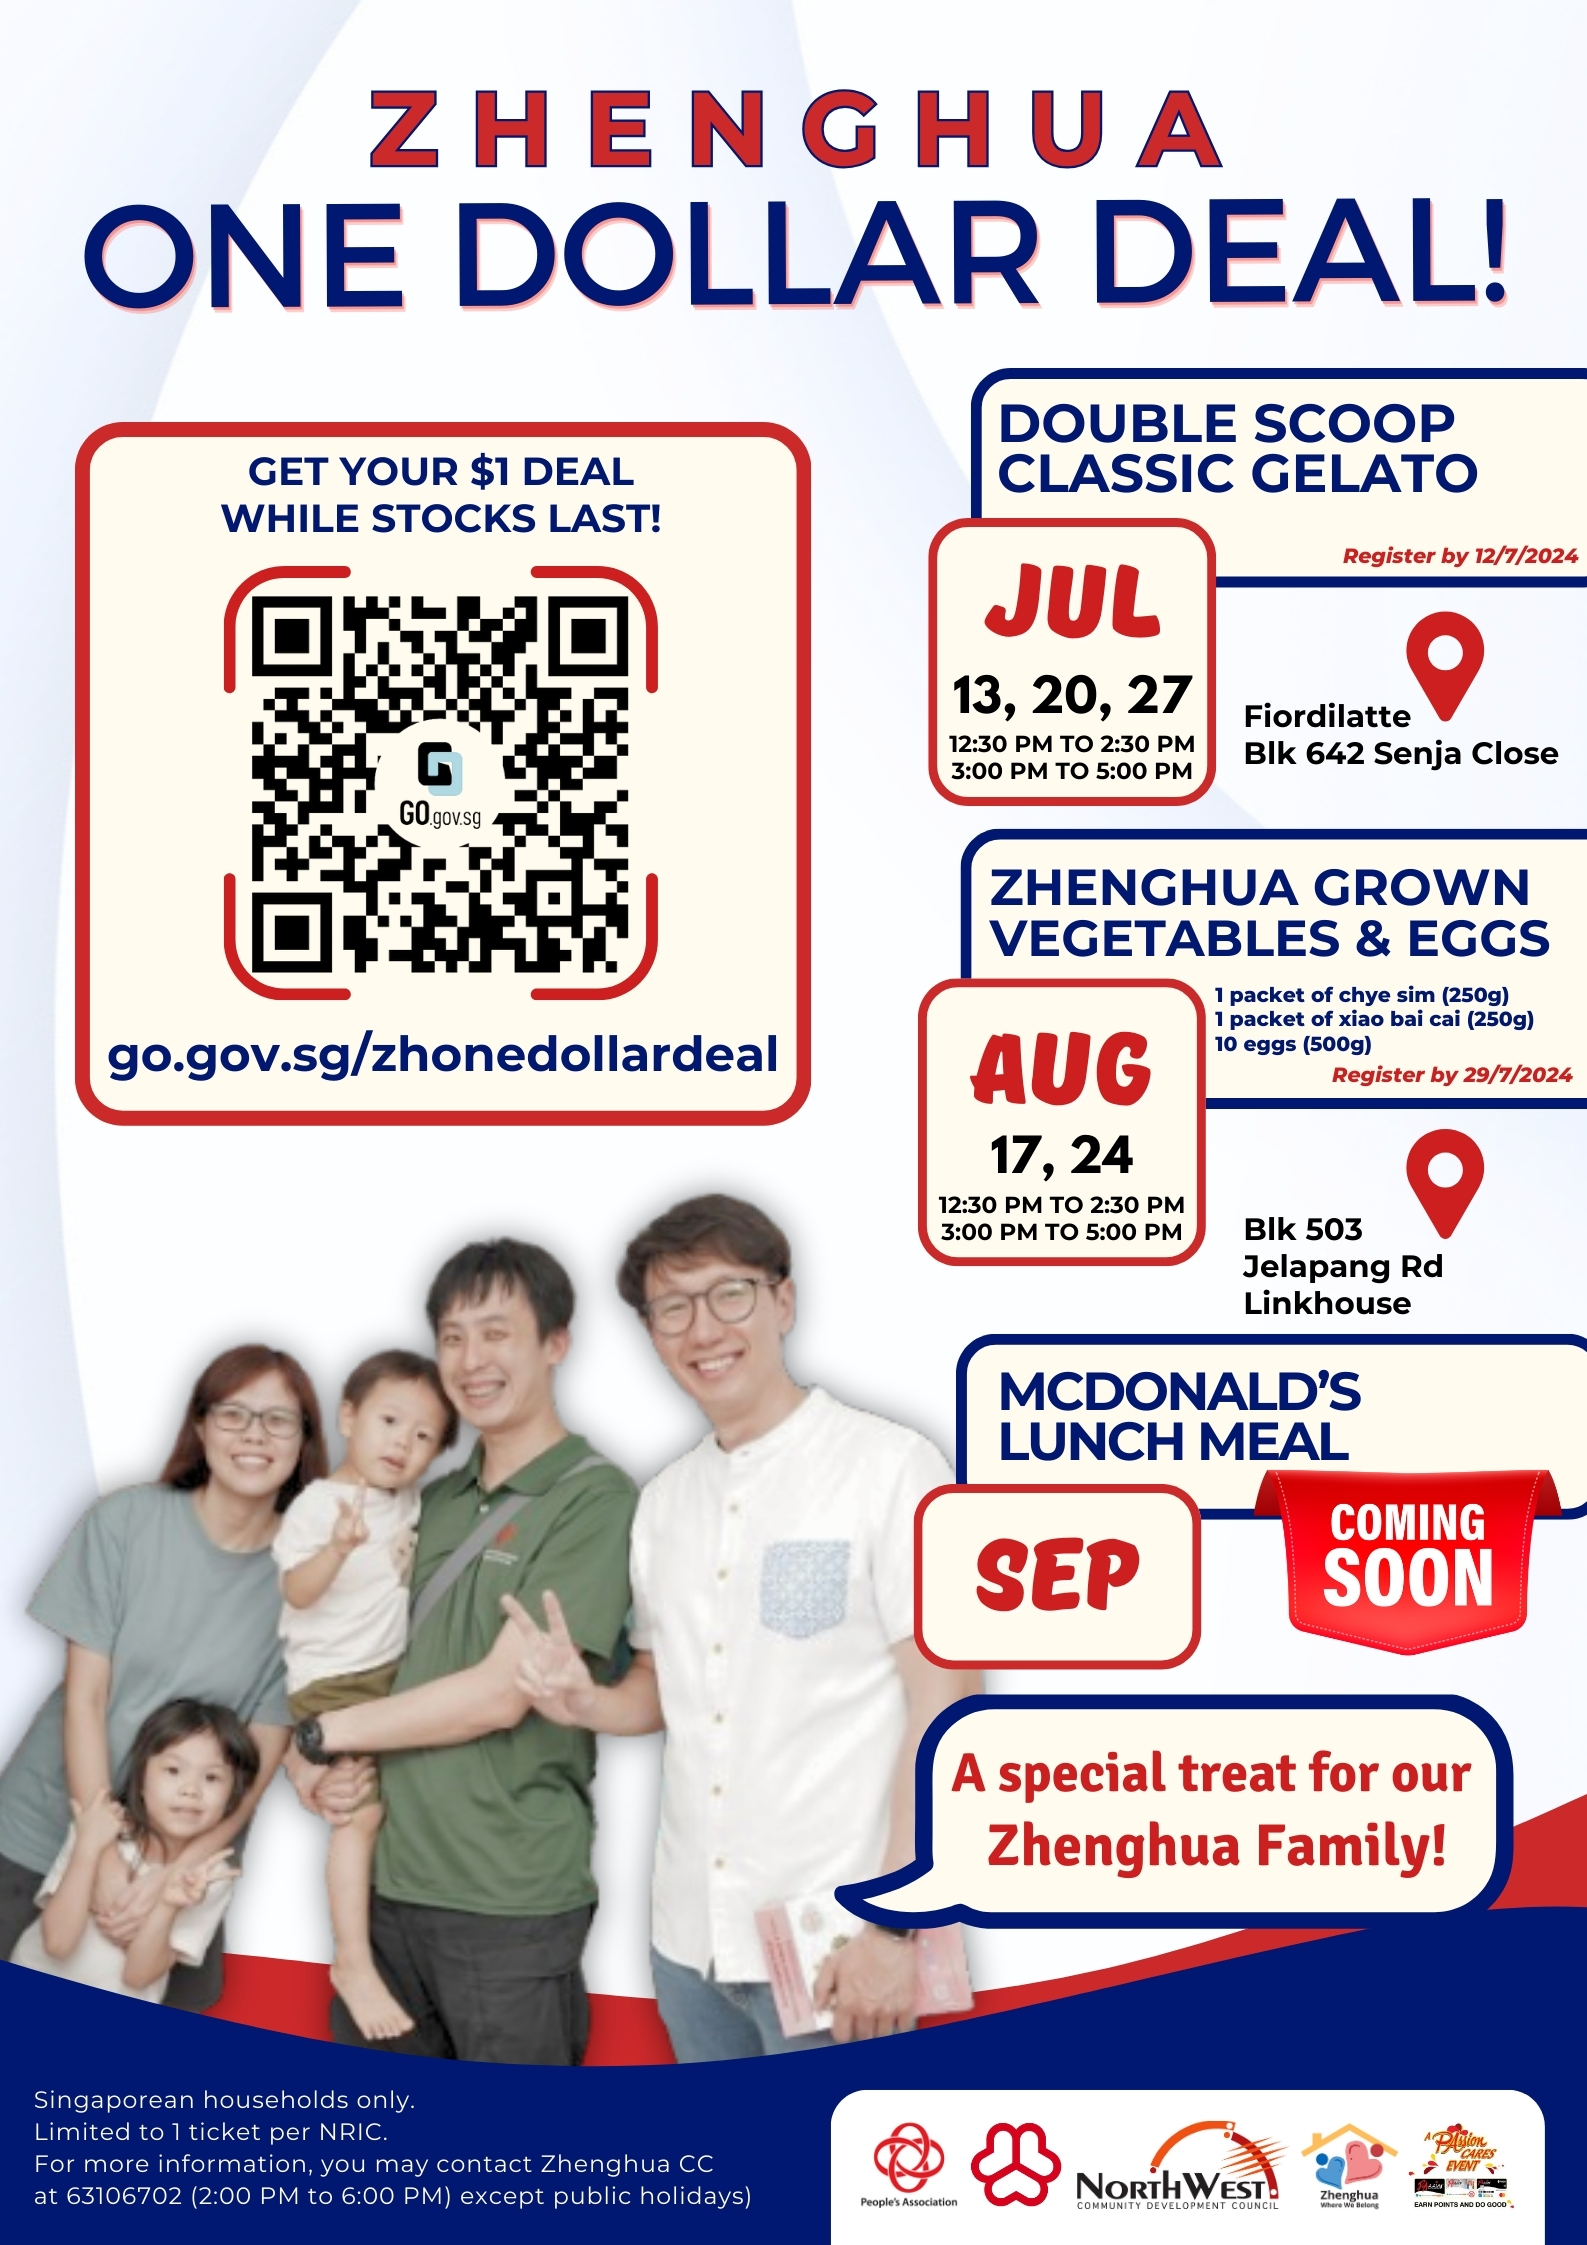 ZHENGHUA
ONE DOLLAR DEAL!
GET YOUR $1 DEAL
WHILE STOCKS LAST!
GO.gov.sg
go.gov.sg/zhonedollardeal
DOUBLE SCOOP
CLASSIC GELATO
Register by 12/7/2024
JUL
13, 20, 27
12:30 PM TO 2:30 PM
3:00 PM TO 5:00 PM
Fiordilatte
Blk 642 Senja Close
ZHENGHUA GROWN
VEGETABLES & EGGS
1 packet of chye sim (250g)
1 packet of xiao bai cai (250g)
10 eggs (500g)
Register by 29/7/2024
AUG
17, 24
12:30 PM TO 2:30 PM
3:00 PM TO 5:00 PM
Blk 503
Jelapang Rd
Linkhouse
MCDONALD'S
LUNCH MEAL
SEP
COMING
SOON
A special treat for our
Zhenghua Family!
Singaporean households only.
Limited to 1 ticket per NRIC.
For more information, you may contact Zhenghua CC
at 63106702 (2:00 PM to 6:00 PM) except public holidays)
People's Association
NORTHWEST
COMMUNITY DEVELOPMENT COUNCIL
Zhenghua
Where We Belong
A PAssion
CARES
EVENT
EARN POINTS AND DO GOOD